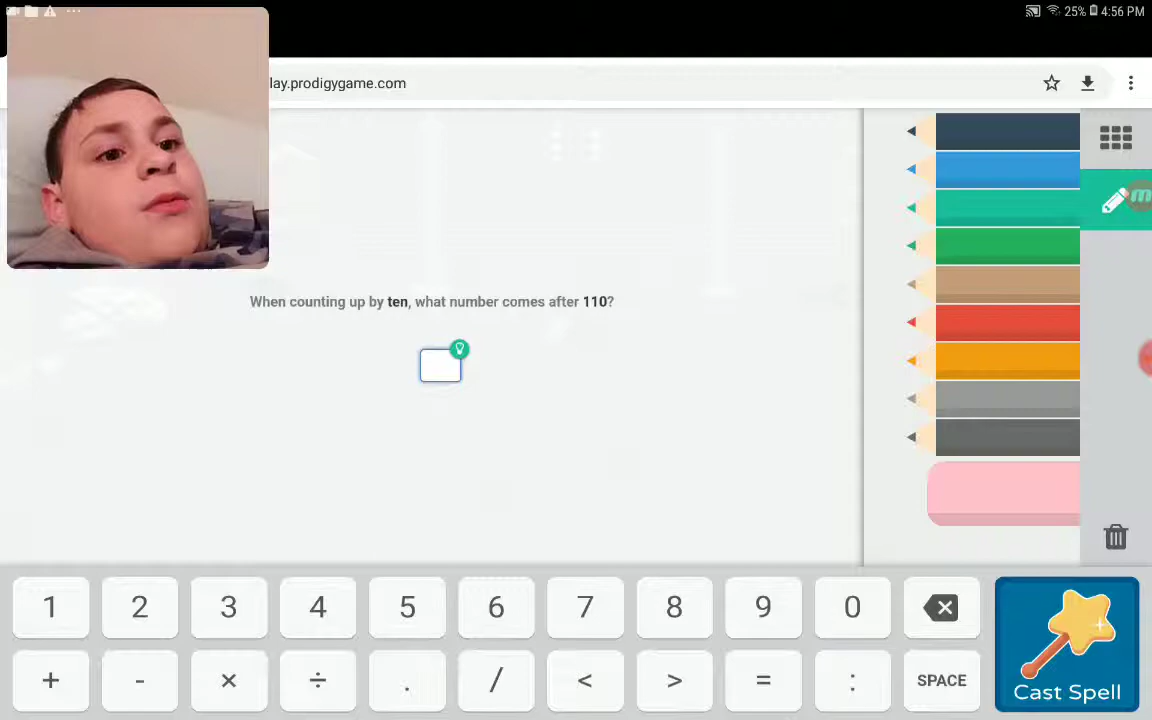 25% 4:56 PM
lay.prodigygame.com
When counting up by ten, what number comes after 110?
1 2 3 4 5 6 7 8 9 0
+ - × ÷ . / < > = : SPACE
Cast Spell